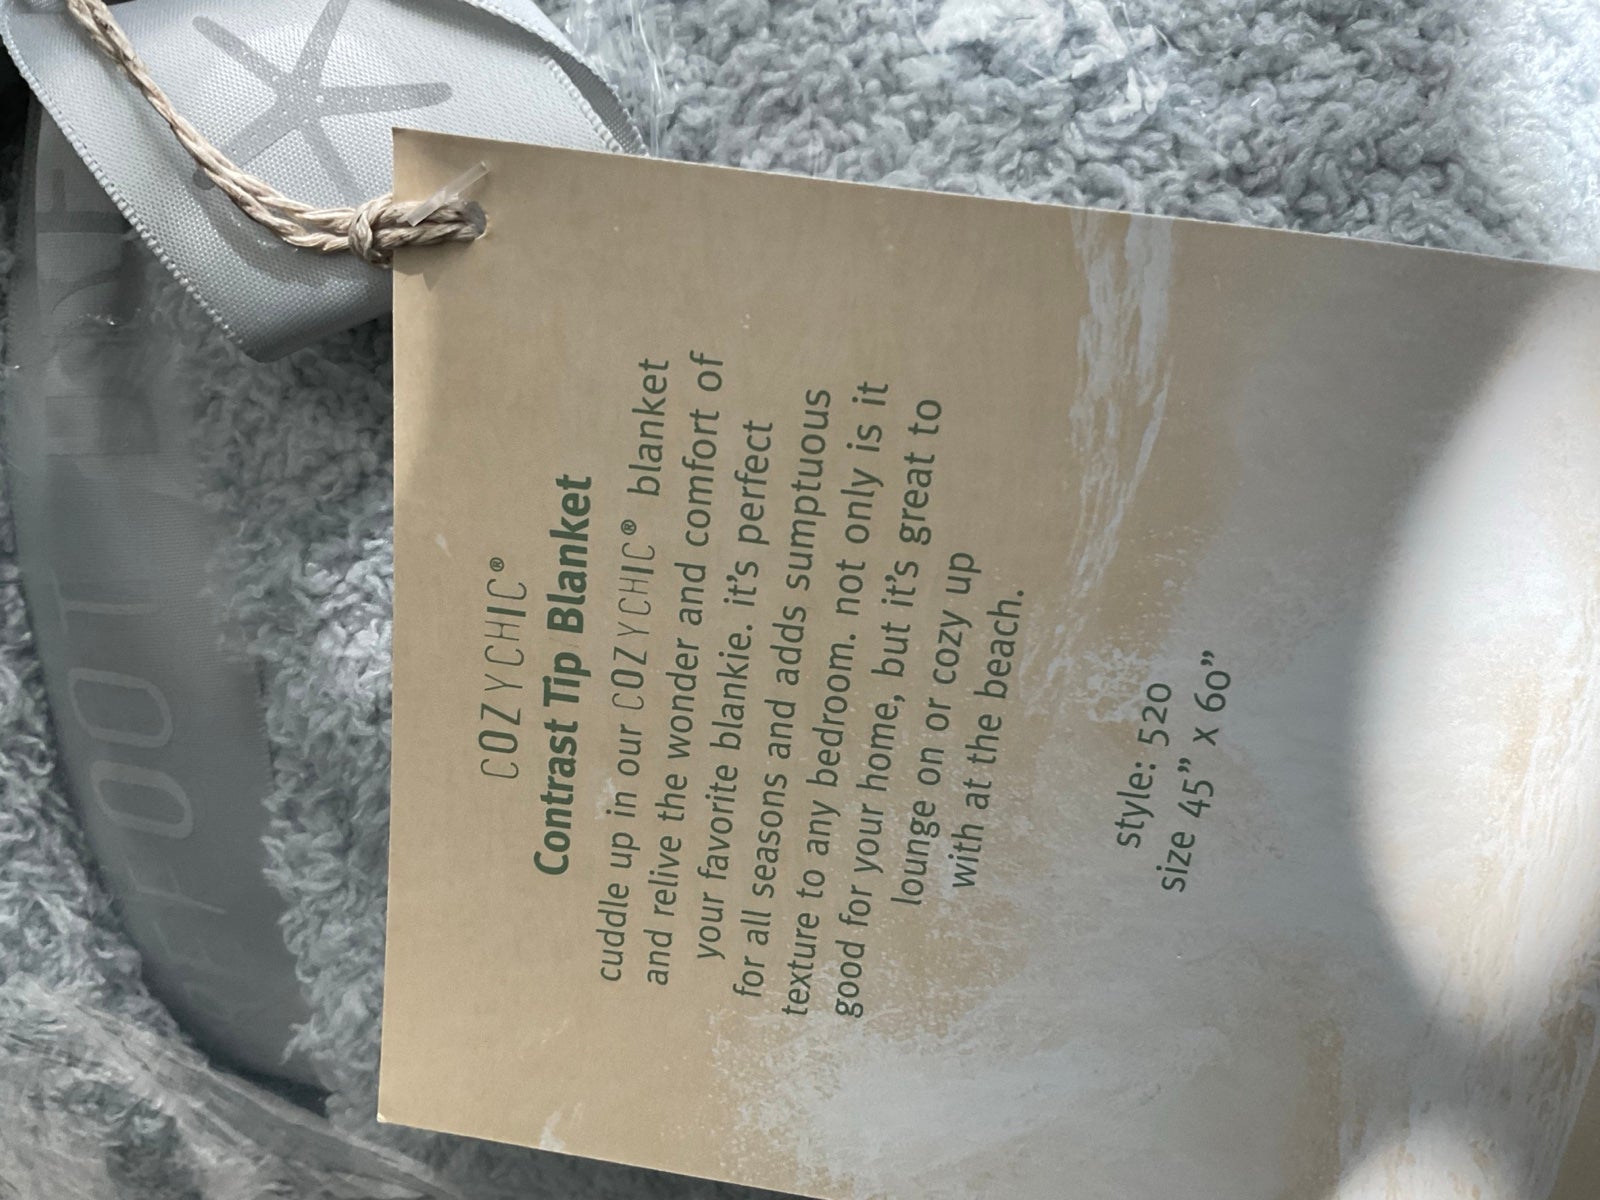 COZYCHIC®
Contrast Tip Blanket
cuddle up in our COZYCHIC® blanket
and relive the wonder and comfort of
your favorite blankie. it's perfect
for all seasons and adds sumptuous
texture to any bedroom. not only is it
good for your home, but it's great to
lounge on or cozy up
with at the beach.
style: 520
size 45” x 60”